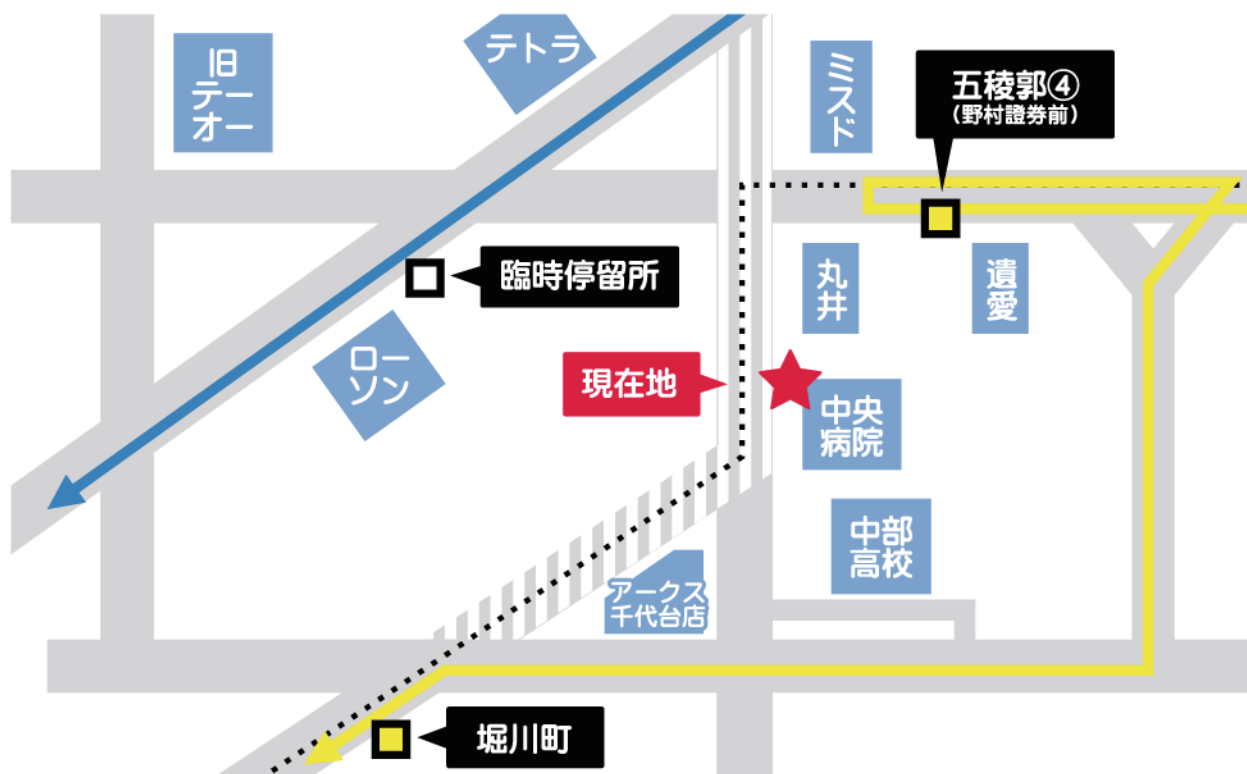 旧
テー
オー
テトラ
ミスド
五稜郭④
(野村證券前)
臨時停留所
丸井
遺愛
ロー
ソン
現在地
中央
病院
中部
高校
アークス
千代台店
堀川町